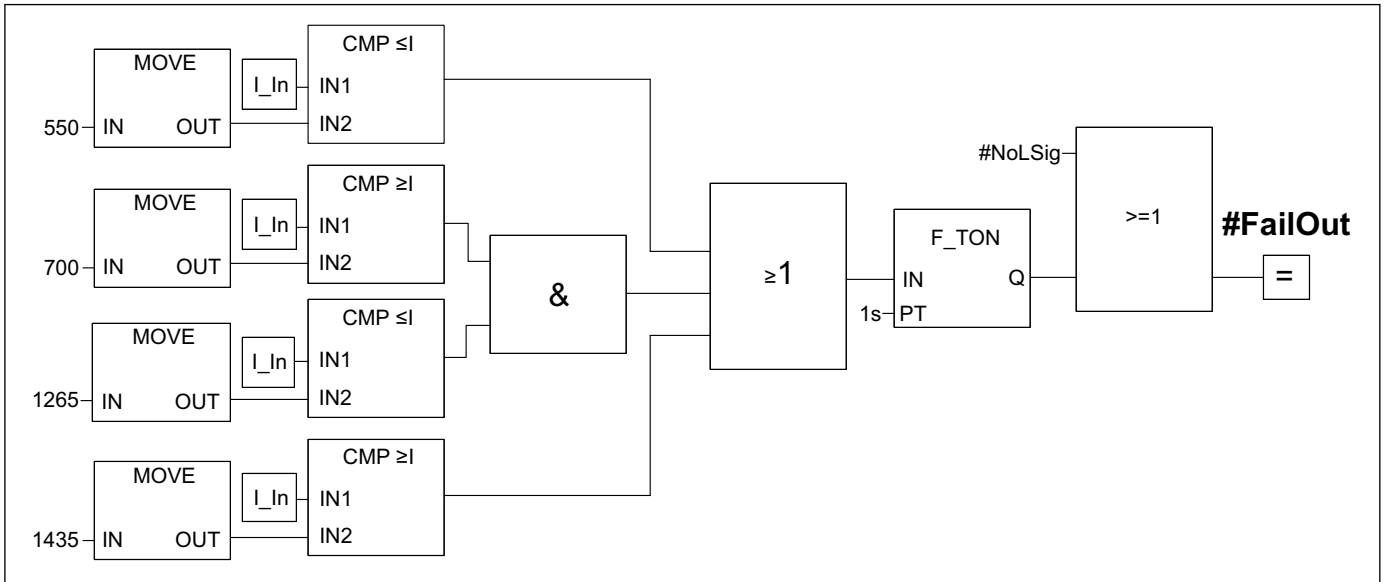 MOVE
550 IN OUT
I_In
CMP ≤I
IN1
IN2
MOVE
700 IN OUT
I_In
CMP ≥I
IN1
IN2
MOVE
1265 IN OUT
I_In
CMP ≤I
IN1
IN2
MOVE
1435 IN OUT
I_In
CMP ≥I
IN1
IN2
&
≥1
F_TON
IN Q
1s PT
#NoLSig
>=1
#FailOut
=